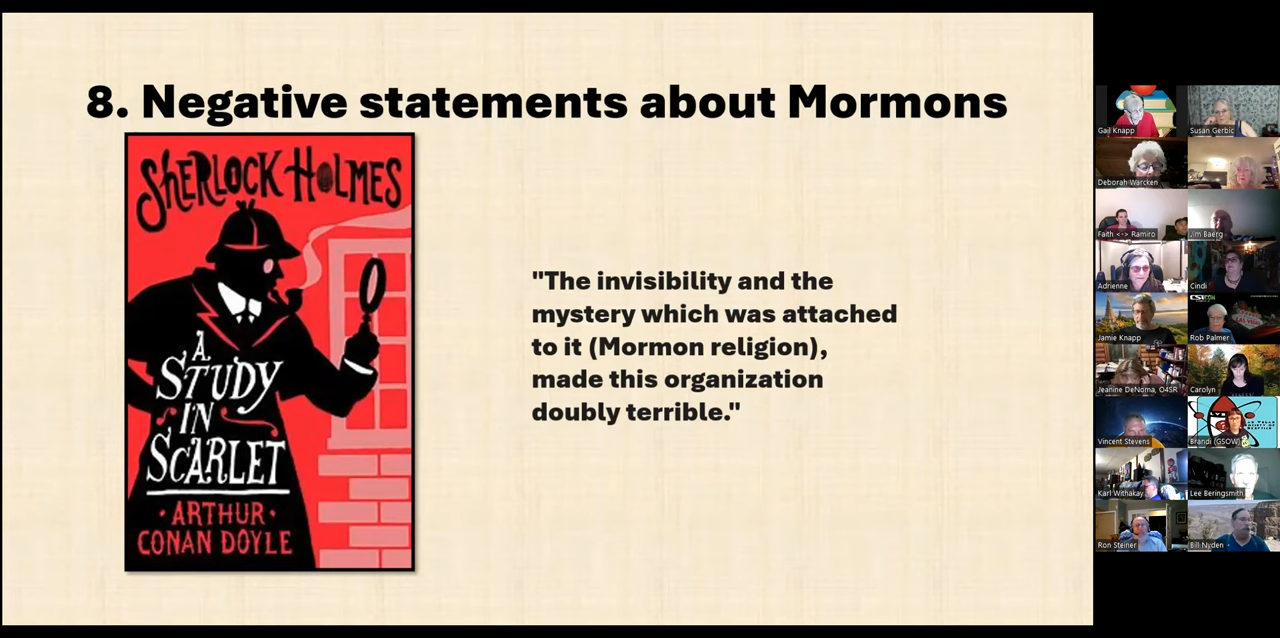 8. Negative statements about Mormons
SHERLOCK HOLMES
A
STUDY
IN
SCARLET
• ARTHUR •
CONAN DOYLE
"The invisibility and the
mystery which was attached
to it (Mormon religion),
made this organization
doubly terrible."
Gail Knapp
Susan Gerbic
Deborah Warcken
Faith <-> Ramiro
Jim Baerg
Adrienne
Cindi
CSICON
Jamie Knapp
Rob Palmer
Jeanine DeNoma, O4SR
Carolyn
Vincent Stevens
Brandi (GSOW)
Karl Withakay
Lee Beringsmith
Ron Steiner
Bill Nyden